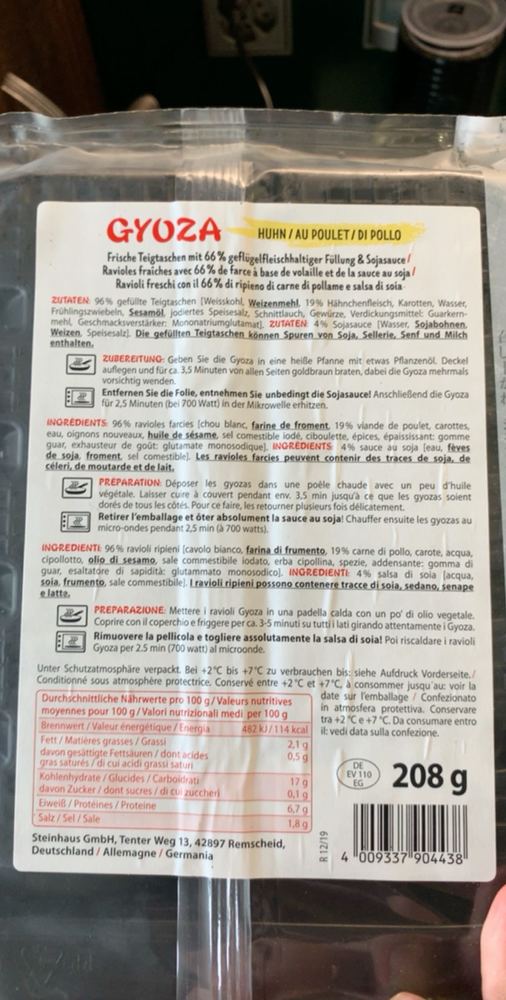 GYOZA HUHN / AU POULET / DI POLLO
Frische Teigtaschen mit 66 % geflügelfleischhaltiger Füllung & Sojasauce /
Ravioles fraiches avec 66 % de farce à base de volaille et de la sauce au soja /
Ravioli freschi con il 66 % di ripieno di carne di pollame e salsa di soia
ZUTATEN: 96% gefüllte Teigtaschen [Weisskohl, Weizenmehl, 19% Hähnchenfleisch, Karotten, Wasser,
Frühlingszwiebeln, Sesamöl, jodiertes Speisesalz, Schnittlauch, Gewürze, Verdickungsmittel: Guarkern-
mehl, Geschmacksverstärker: Mononatriumglutamat]. ZUTATEN: 4% Sojasauce [Wasser, Sojabohnen,
Weizen, Speisesalz]. Die gefüllten Teigtaschen können Spuren von Soja, Sellerie, Senf und Milch
enthalten.
ZUBEREITUNG: Geben Sie die Gyoza in eine heiße Pfanne mit etwas Pflanzenöl. Deckel
auflegen und für ca. 3,5 Minuten von allen Seiten goldbraun braten, dabei die Gyoza mehrmals
vorsichtig wenden.
Entfernen Sie die Folie, entnehmen Sie unbedingt die Sojasauce! Anschließend die Gyoza
für 2,5 Minuten (bei 700 Watt) in der Mikrowelle erhitzen.
INGRÉDIENTS: 96% ravioles farcies [chou blanc, farine de froment, 19% viande de poulet, carottes,
eau, oignons nouveaux, huile de sésame, sel comestible iodé, ciboulette, épices, épaississant: gomme
guar, exhausteur de goût: glutamate monosodique]. INGRÉDIENTS: 4% sauce au soja [eau, fèves
de soja, froment, sel comestible]. Les ravioles farcies peuvent contenir des traces de soja, de
céleri, de moutarde et de lait.
PRÉPARATION: Déposer les gyozas dans une poêle chaude avec un peu d'huile
végétale. Laisser cuire à couvert pendant env. 3,5 min jusqu'à ce que les gyozas soient
dorés de tous les côtés. Pour ce faire, les retourner plusieurs fois délicatement.
Retirer l'emballage et ôter absolument la sauce au soja! Chauffer ensuite les gyozas au
micro-ondes pendant 2,5 min (à 700 watts).
INGREDIENTI: 96% ravioli ripieni [cavolo bianco, farina di frumento, 19% carne di pollo, carote, acqua,
cipollotto, olio di sesamo, sale commestibile iodato, erba cipollina, spezie, addensante: gomma di
guar, esaltatore di sapidità: glutammato monosodico]. INGREDIENTI: 4% salsa di soia [acqua,
soia, frumento, sale commestibile]. I ravioli ripieni possono contenere tracce di soia, sedano, senape
e latte.
PREPARAZIONE: Mettere i ravioli Gyoza in una padella calda con un po' di olio vegetale.
Coprire con il coperchio e friggere per ca. 3-5 minuti su tutti i lati girando attentamente i Gyoza.
Rimuovere la pellicola e togliere assolutamente la salsa di soia! Poi riscaldare i ravioli
Gyoza per 2.5 min (700 watt) al microonde.
Unter Schutzatmosphäre verpackt. Bei +2°C bis +7°C zu verbrauchen bis: siehe Aufdruck Vorderseite. /
Conditionné sous atmosphère protectrice. Conservé entre +2°C et +7°C, à consommer jusqu'au: voir la
date sur l'emballage / Confezionato
in atmosfera protettiva. Conservare
tra +2 °C e +7 °C. Da consumare entro
il: vedi data sulla confezione.
Durchschnittliche Nährwerte pro 100 g / Valeurs nutritives
moyennes pour 100 g / Valori nutrizionali medi per 100 g
Brennwert / Valeur énergétique / Energia 482 kJ / 114 kcal
Fett / Matières grasses / Grassi 2,1 g
davon gesättigte Fettsäuren / dont acides 0,5 g
gras saturés / di cui acidi grassi saturi
Kohlenhydrate / Glucides / Carboidrati 17 g
davon Zucker / dont sucres / di cui zuccheri 0,1 g
Eiweiß / Protéines / Proteine 6,7 g
Salz / Sel / Sale 1,8 g
DE
EV 110
EG
208 g
Steinhaus GmbH, Tenter Weg 13, 42897 Remscheid,
Deutschland / Allemagne / Germania
R 12/19
4 009337 904438